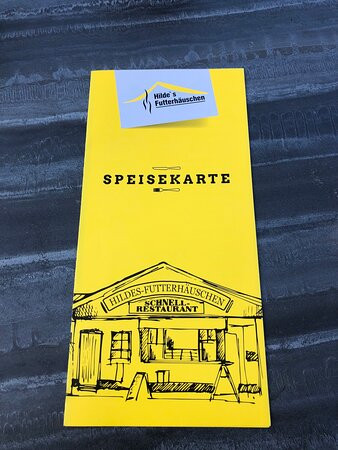 Hilde´s
Futterhäuschen
SPEISEKARTE
HILDES-FUTTERHÄUSCHEN
SCHNELL-
RESTAURANT